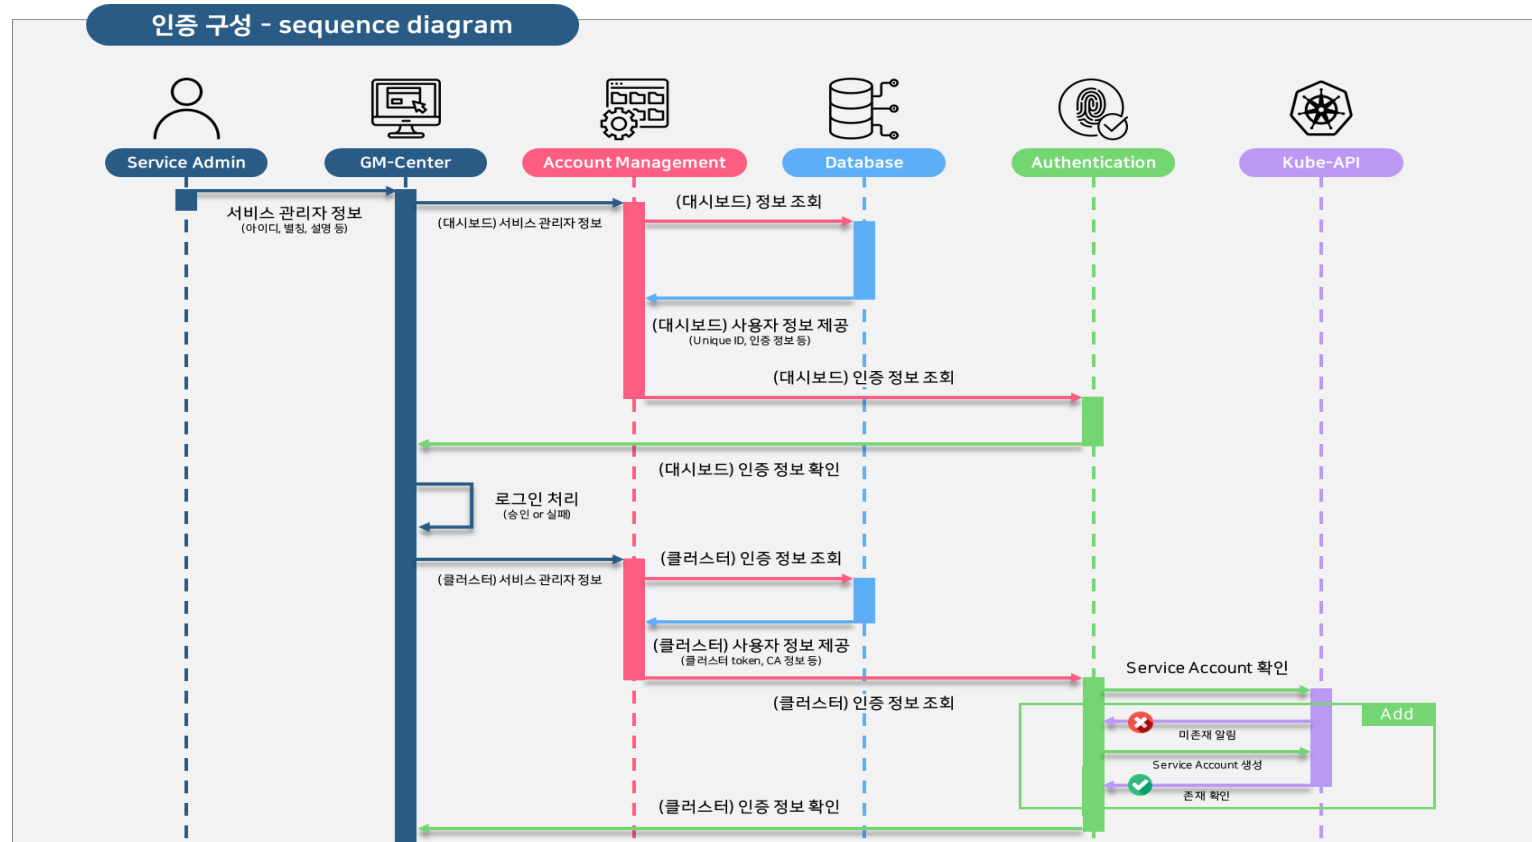 인증 구성 - sequence diagram
Service Admin
GM-Center
Account Management
Database
Authentication
Kube-API
서비스 관리자 정보
(아이디, 별칭, 설명 등)
(대시보드) 서비스 관리자 정보
(대시보드) 정보 조회
(대시보드) 사용자 정보 제공
(Unique ID, 인증 정보 등)
(대시보드) 인증 정보 조회
(대시보드) 인증 정보 확인
로그인 처리
(승인 or 실패)
(클러스터) 서비스 관리자 정보
(클러스터) 인증 정보 조회
(클러스터) 사용자 정보 제공
(클러스터 token, CA 정보 등)
(클러스터) 인증 정보 조회
Service Account 확인
Add
미존재 알림
Service Account 생성
존재 확인
(클러스터) 인증 정보 확인